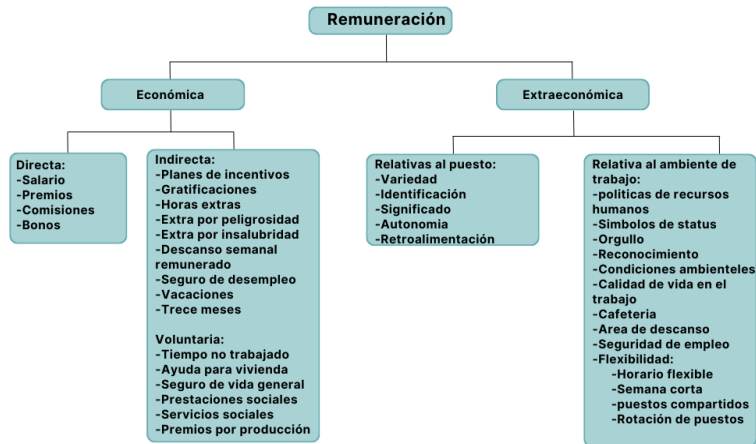 Remuneración
Económica
Extraeconómica
Directa:
-Salario
-Premios
-Comisiones
-Bonos
Indirecta:
-Planes de incentivos
-Gratificaciones
-Horas extras
-Extra por peligrosidad
-Extra por insalubridad
-Descanso semanal
remunerado
-Seguro de desempleo
-Vacaciones
-Trece meses
Voluntaria:
-Tiempo no trabajado
-Ayuda para vivienda
-Seguro de vida general
-Prestaciones sociales
-Servicios sociales
-Premios por producción
Relativas al puesto:
-Variedad
-Identificación
-Significado
-Autonomia
-Retroalimentación
Relativa al ambiente de
trabajo:
-politicas de recursos
humanos
-Simbolos de status
-Orgullo
-Reconocimiento
-Condiciones ambienteles
-Calidad de vida en el
trabajo
-Cafeteria
-Area de descanso
-Seguridad de empleo
-Flexibilidad:
-Horario flexible
-Semana corta
-puestos compartidos
-Rotación de puestos